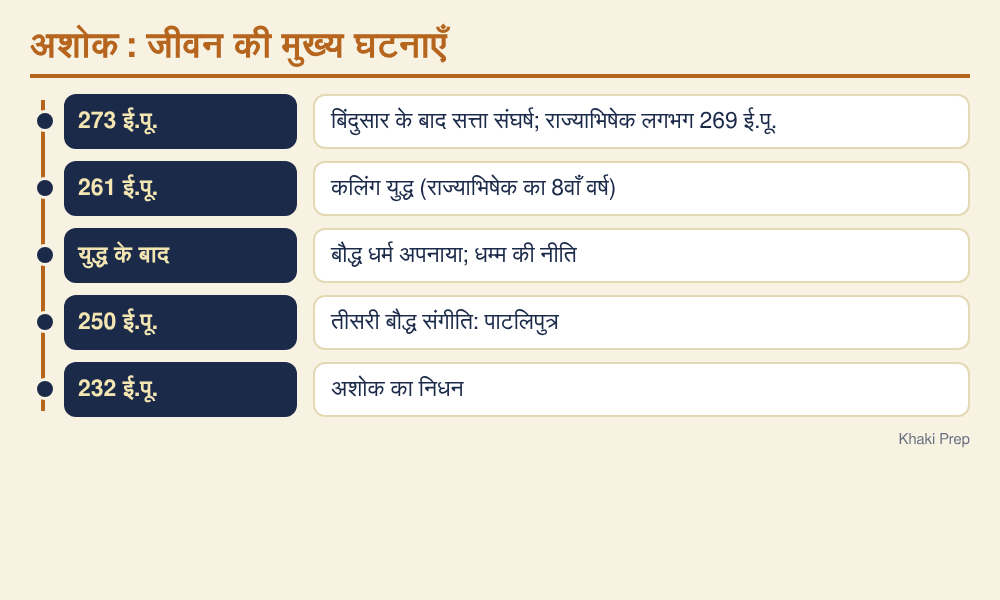 अशोक : जीवन की मुख्य घटनाएँ
273 ई.पू.
बिंदुसार के बाद सत्ता संघर्ष; राज्याभिषेक लगभग 269 ई.पू.
261 ई.पू.
कलिंग युद्ध (राज्याभिषेक का 8वाँ वर्ष)
युद्ध के बाद
बौद्ध धर्म अपनाया; धम्म की नीति
250 ई.पू.
तीसरी बौद्ध संगीति: पाटलिपुत्र
232 ई.पू.
अशोक का निधन
Khaki Prep